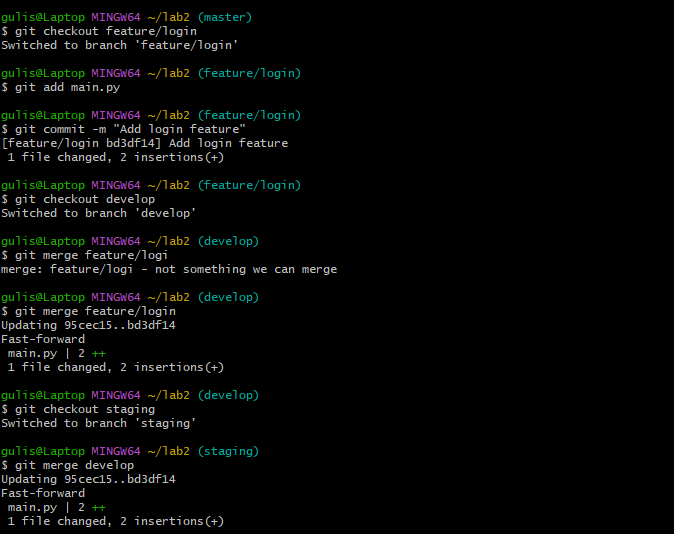 gulis@Laptop MINGW64 ~/lab2 (master)
$ git checkout feature/login
Switched to branch 'feature/login'
gulis@Laptop MINGW64 ~/lab2 (feature/login)
$ git add main.py
gulis@Laptop MINGW64 ~/lab2 (feature/login)
$ git commit -m "Add login feature"
[feature/login bd3df14] Add login feature
 1 file changed, 2 insertions(+)
gulis@Laptop MINGW64 ~/lab2 (feature/login)
$ git checkout develop
Switched to branch 'develop'
gulis@Laptop MINGW64 ~/lab2 (develop)
$ git merge feature/logi
merge: feature/logi - not something we can merge
gulis@Laptop MINGW64 ~/lab2 (develop)
$ git merge feature/login
Updating 95cec15..bd3df14
Fast-forward
 main.py | 2 ++
 1 file changed, 2 insertions(+)
gulis@Laptop MINGW64 ~/lab2 (develop)
$ git checkout staging
Switched to branch 'staging'
gulis@Laptop MINGW64 ~/lab2 (staging)
$ git merge develop
Updating 95cec15..bd3df14
Fast-forward
 main.py | 2 ++
 1 file changed, 2 insertions(+)